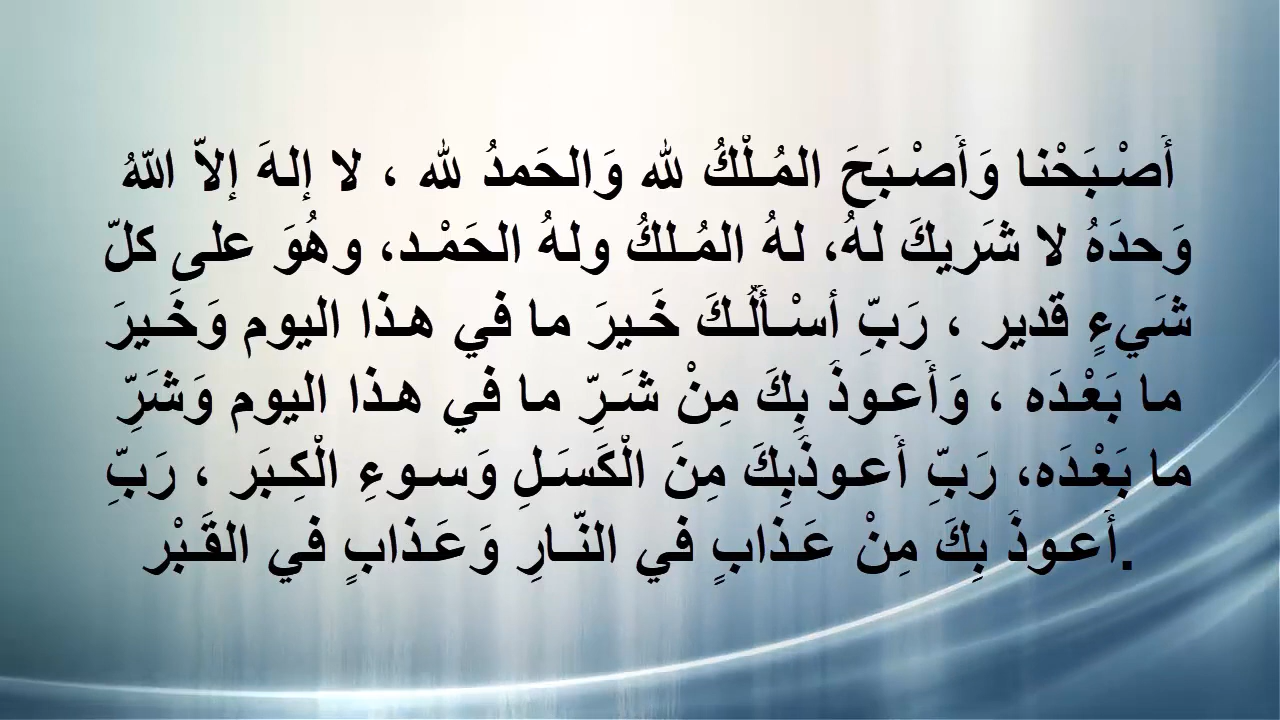 أَصْـبَحْنا وَأَصْـبَحَ المُـلْكُ لله وَالحَمدُ لله ، لا إلهَ إلاّ اللّهُ
وَحدَهُ لا شَريكَ لهُ، لهُ المُـلكُ ولهُ الحَمْـد، وهُوَ على كلّ
شَيءٍ قدير ، رَبِّ أسْـأَلُـكَ خَـيرَ ما في هـذا اليوم وَخَـيرَ
ما بَعْـدَه ، وَأَعـوذَ بِكَ مِنْ شَـرِّ ما في هـذا اليوم وَشَرِّ
ما بَعْـدَه، رَبِّ أَعـوذَبِكَ مِنَ الْكَسَـلِ وَسـوءِ الْكِـبَر ، رَبِّ
أَعـوذَ بِكَ مِنْ عَـذابٍ في النّـارِ وَعَـذابٍ في القَـبْر.